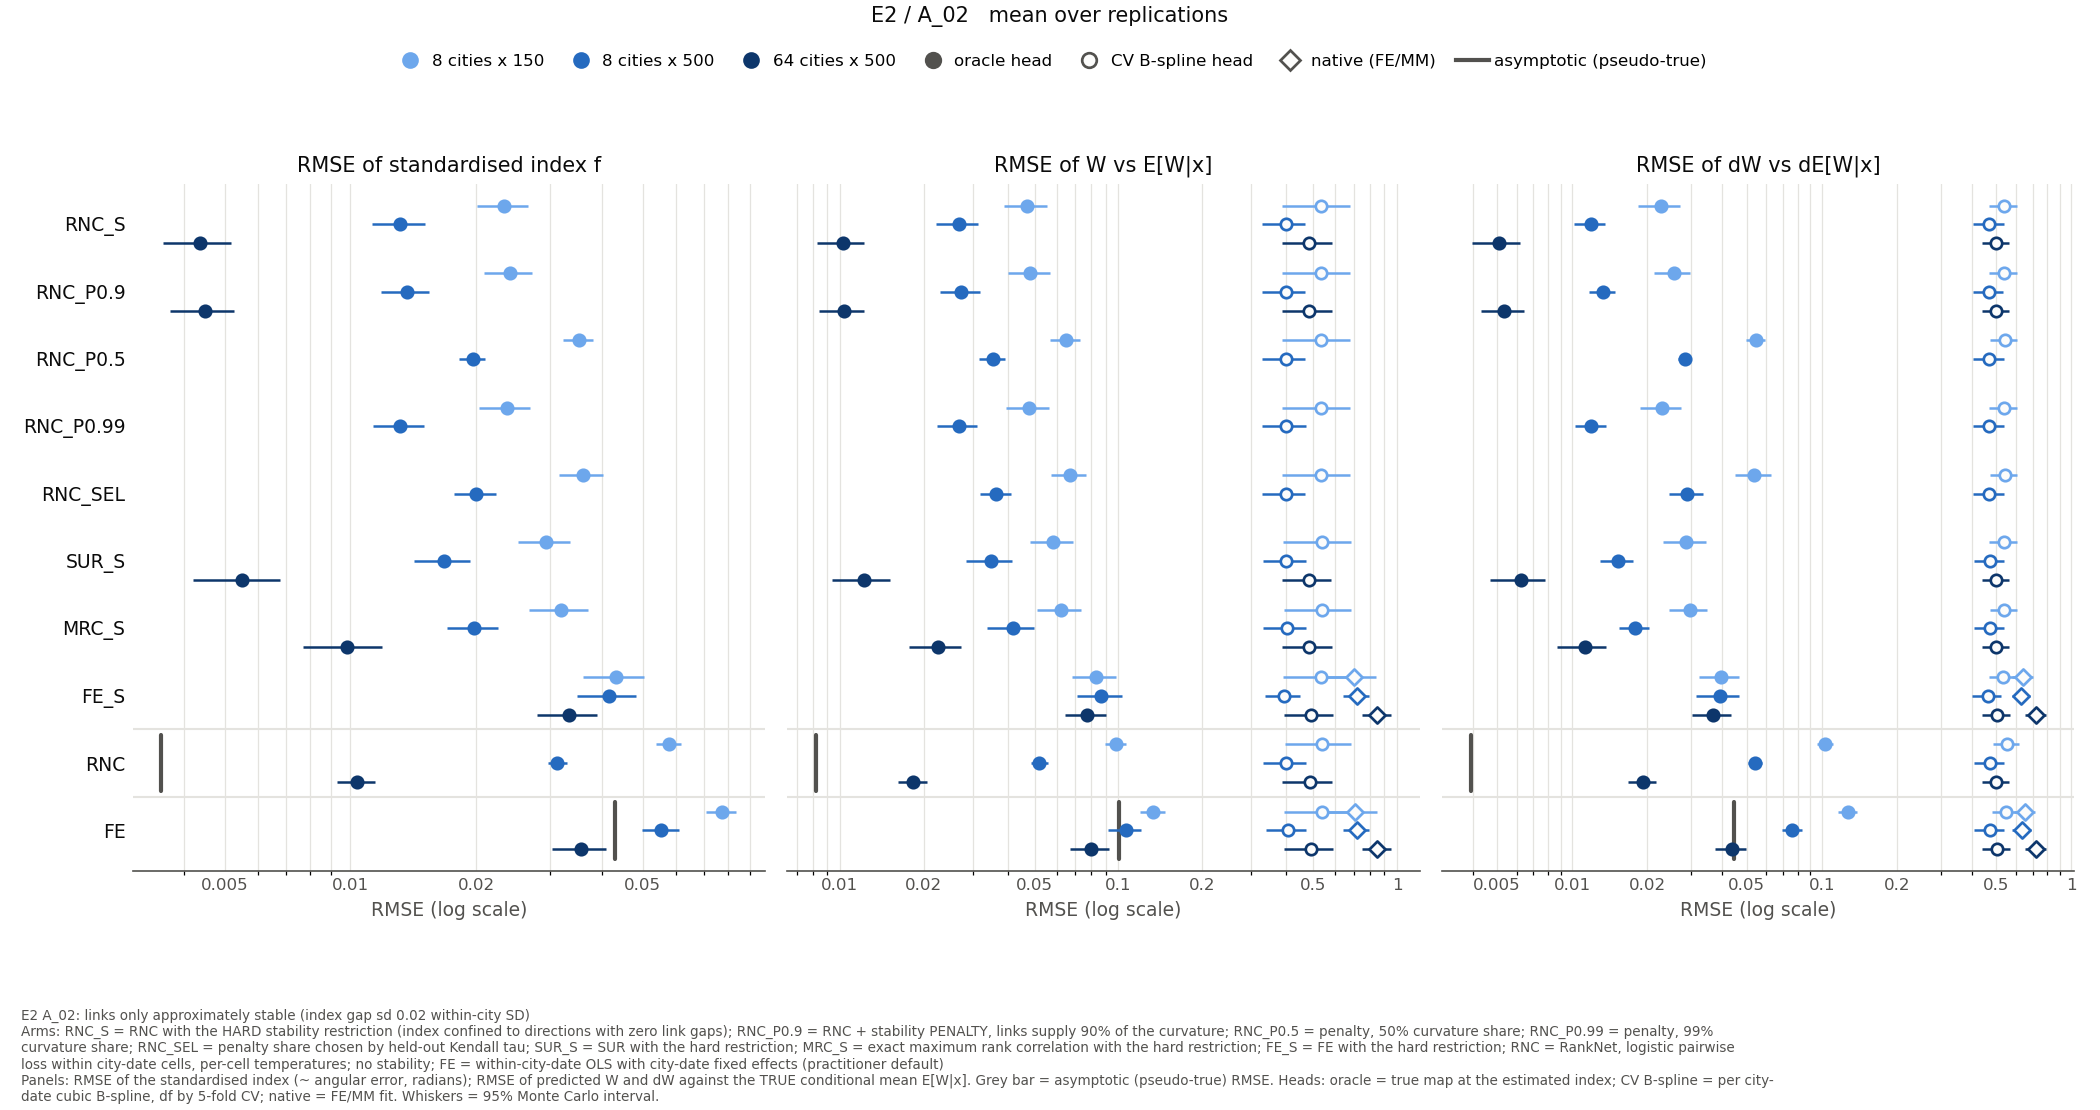 E2 / A_02   mean over replications
8 cities x 150   8 cities x 500   64 cities x 500   oracle head   CV B-spline head   native (FE/MM)   asymptotic (pseudo-true)
RMSE of standardised index f   RMSE of W vs E[W|x]   RMSE of dW vs dE[W|x]
RNC_S
RNC_P0.9
RNC_P0.5
RNC_P0.99
RNC_SEL
SUR_S
MRC_S
FE_S
RNC
FE
0.005   0.01   0.02   0.05   0.01   0.02   0.05   0.1   0.2   0.5   1   0.005   0.01   0.02   0.05   0.1   0.2   0.5   1
RMSE (log scale)   RMSE (log scale)   RMSE (log scale)
E2 A_02: links only approximately stable (index gap sd 0.02 within-city SD)
Arms: RNC_S = RNC with the HARD stability restriction (index confined to directions with zero link gaps); RNC_P0.9 = RNC + stability PENALTY, links supply 90% of the curvature; RNC_P0.5 = penalty, 50% curvature share; RNC_P0.99 = penalty, 99%
curvature share; RNC_SEL = penalty share chosen by held-out Kendall tau; SUR_S = SUR with the hard restriction; MRC_S = exact maximum rank correlation with the hard restriction; FE_S = FE with the hard restriction; RNC = RankNet, logistic pairwise
loss within city-date cells, per-cell temperatures; no stability; FE = within-city-date OLS with city-date fixed effects (practitioner default)
Panels: RMSE of the standardised index (~ angular error, radians); RMSE of predicted W and dW against the TRUE conditional mean E[W|x]. Grey bar = asymptotic (pseudo-true) RMSE. Heads: oracle = true map at the estimated index; CV B-spline = per city-
date cubic B-spline, df by 5-fold CV; native = FE/MM fit. Whiskers = 95% Monte Carlo interval.